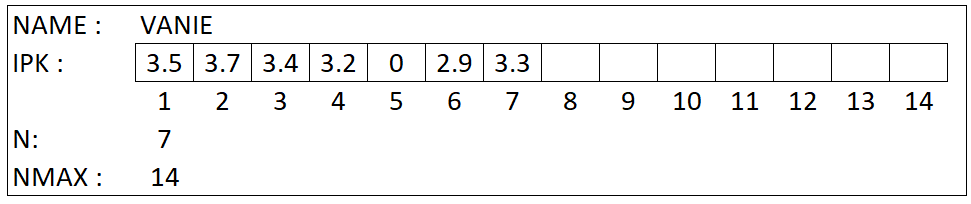 NAME : VANIE
IPK : 3.5 3.7 3.4 3.2 0 2.9 3.3
1 2 3 4 5 6 7 8 9 10 11 12 13 14
N: 7
NMAX : 14